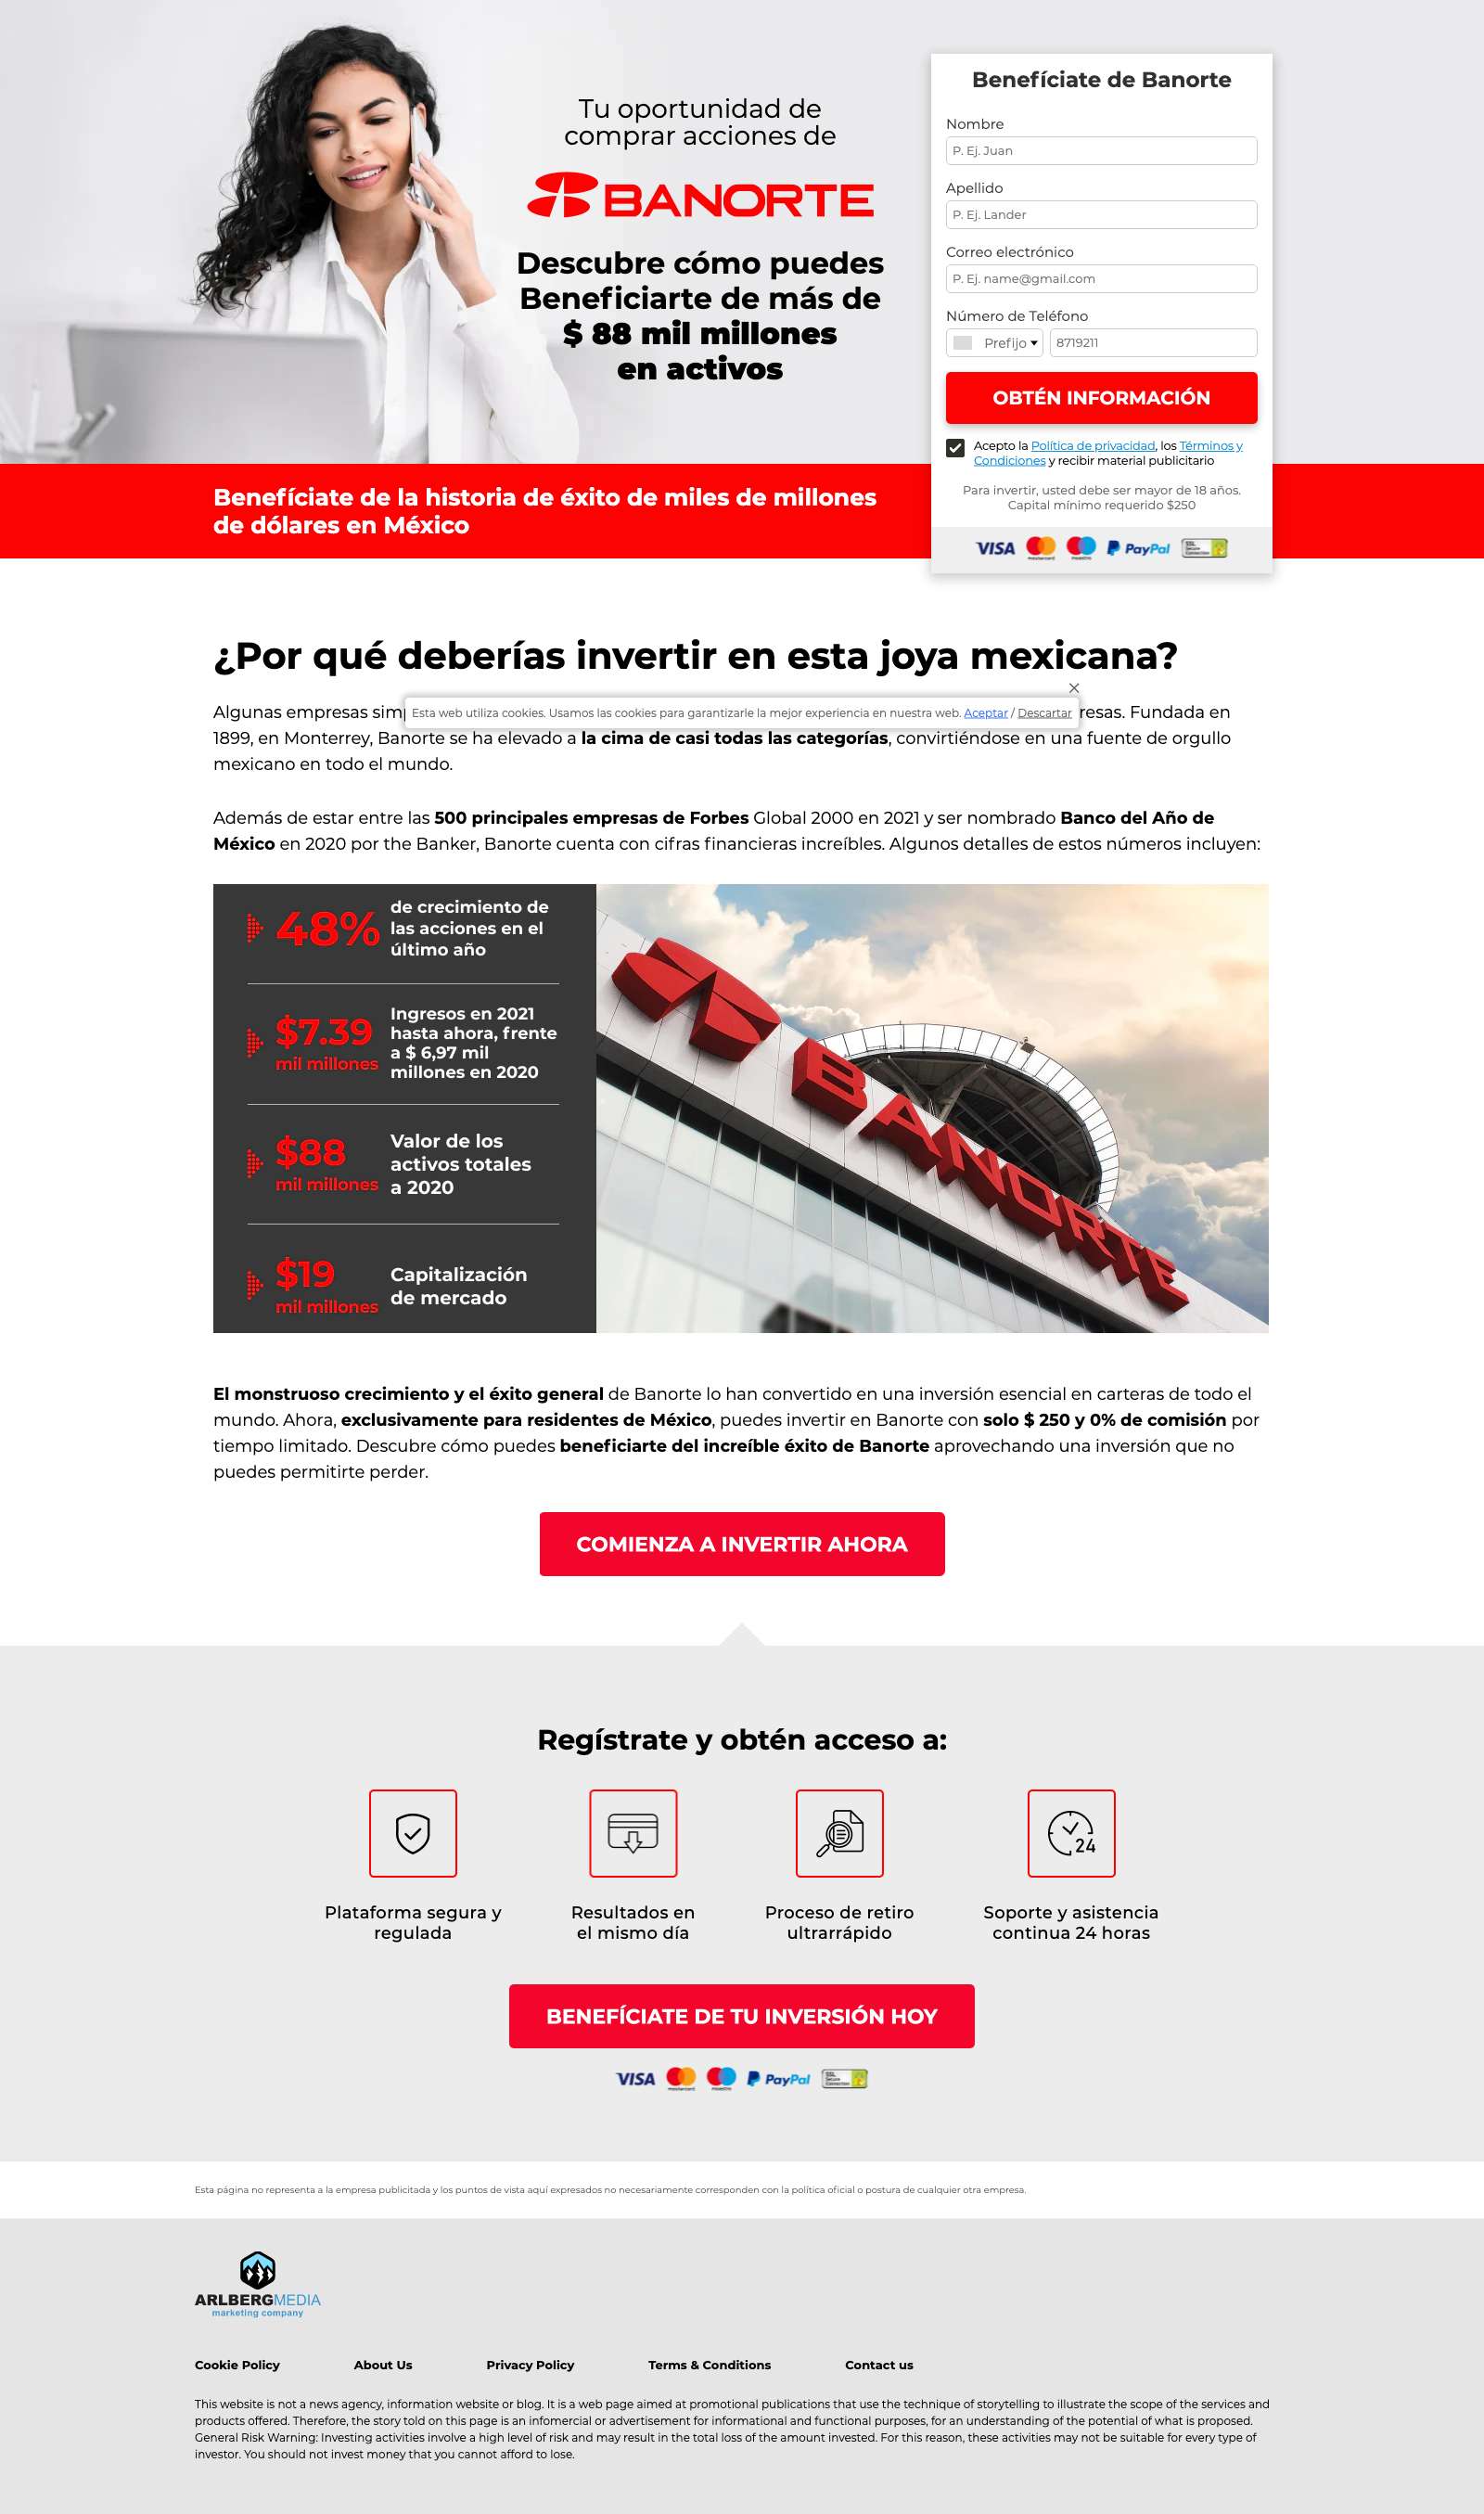 Tu oportunidad de
comprar acciones de
BANORTE
Descubre cómo puedes
Beneficiarte de más de
$ 88 mil millones
en activos
Benefíciate de Banorte
Nombre
P. Ej. Juan
Apellido
P. Ej. Lander
Correo electrónico
P. Ej. name@gmail.com
Número de Teléfono
Prefijo 8719211
OBTÉN INFORMACIÓN
Acepto la Política de privacidad, los Términos y
Condiciones y recibir material publicitario
Para invertir, usted debe ser mayor de 18 años.
Capital mínimo requerido $250
VISA mastercard maestro PayPal
Benefíciate de la historia de éxito de miles de millones
de dólares en México
¿Por qué deberías invertir en esta joya mexicana?
Esta web utiliza cookies. Usamos las cookies para garantizarle la mejor experiencia en nuestra web. Aceptar / Descartar
Algunas empresas Fundada en
1899, en Monterrey, Banorte se ha elevado a la cima de casi todas las categorías, convirtiéndose en una fuente de orgullo
mexicano en todo el mundo.
Además de estar entre las 500 principales empresas de Forbes Global 2000 en 2021 y ser nombrado Banco del Año de
México en 2020 por the Banker, Banorte cuenta con cifras financieras increíbles. Algunos detalles de estos números incluyen:
48%
de crecimiento de
las acciones en el
último año
$7.39
mil millones
Ingresos en 2021
hasta ahora, frente
a $ 6,97 mil
millones en 2020
$88
mil millones
Valor de los
activos totales
a 2020
$19
mil millones
Capitalización
de mercado
BANORTE
El monstruoso crecimiento y el éxito general de Banorte lo han convertido en una inversión esencial en carteras de todo el
mundo. Ahora, exclusivamente para residentes de México, puedes invertir en Banorte con solo $ 250 y 0% de comisión por
tiempo limitado. Descubre cómo puedes beneficiarte del increíble éxito de Banorte aprovechando una inversión que no
puedes permitirte perder.
COMIENZA A INVERTIR AHORA
Regístrate y obtén acceso a:
24
Plataforma segura y
regulada
Resultados en
el mismo día
Proceso de retiro
ultrarrápido
Soporte y asistencia
continua 24 horas
BENEFÍCIATE DE TU INVERSIÓN HOY
VISA mastercard maestro PayPal
Esta página no representa a la empresa publicitada y los puntos de vista aquí expresados no necesariamente corresponden con la política oficial o postura de cualquier otra empresa.
ARLBERGMEDIA
marketing company
Cookie Policy About Us Privacy Policy Terms & Conditions Contact us
This website is not a news agency, information website or blog. It is a web page aimed at promotional publications that use the technique of storytelling to illustrate the scope of the services and
products offered. Therefore, the story told on this page is an infomercial or advertisement for informational and functional purposes, for an understanding of the potential of what is proposed.
General Risk Warning: Investing activities involve a high level of risk and may result in the total loss of the amount invested. For this reason, these activities may not be suitable for every type of
investor. You should not invest money that you cannot afford to lose.